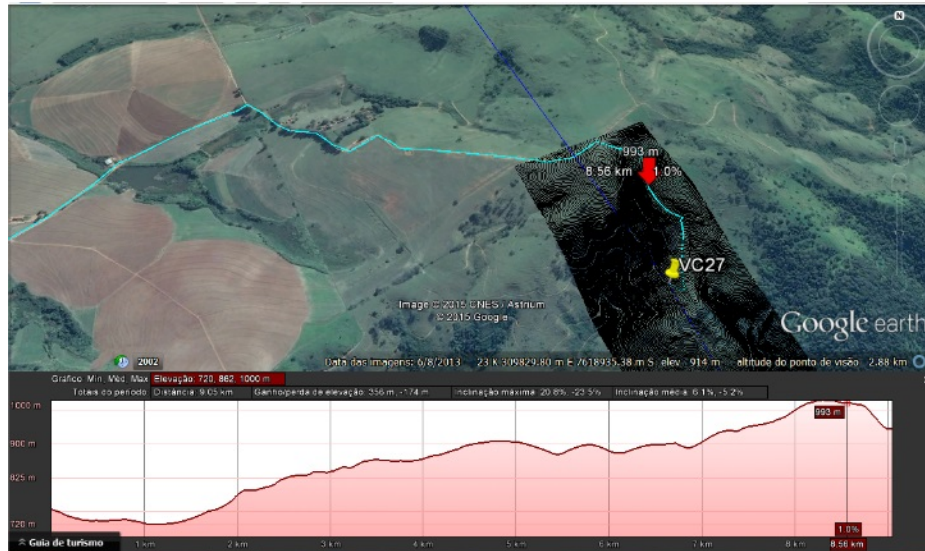 N
993 m
8.56 km 1.0%
VC27
Image © 2015 CNES / Astrium
© 2015 Google
Google earth
2002
Data das imagens: 6/8/2013 23 K 309829.80 m E 7618935.38 m S elev 914 m altitude do ponto de visão 2.88 km
Gráfico: Mín, Méc, Máx Elevação: 720, 862, 1000 m
Totais do período: Distância: 9.05 km Ganho/perda de elevação: 356 m, -174 m Inclinação máxima: 20.8%, -23.5% Inclinação média: 6.1%, -5.2%
1000 m
993 m
900 m
825 m
720 m
1.0%
Guia de turismo 1 km 2 km 3 km 4 km 5 km 6 km 7 km 8 km 8.56 km